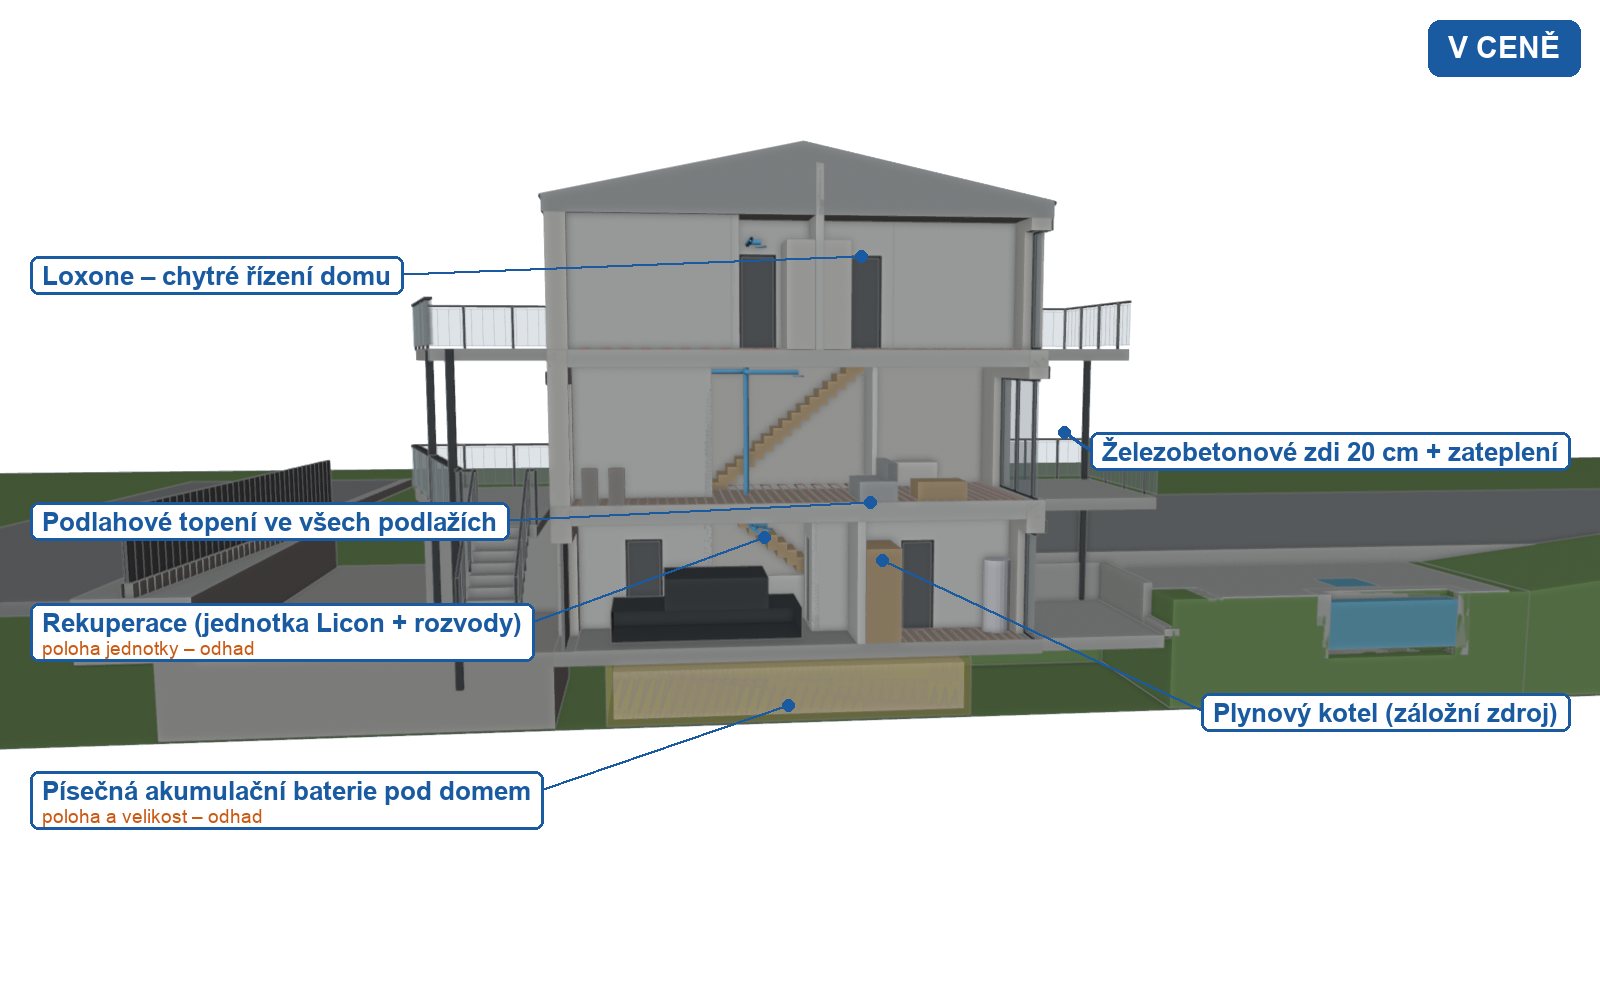 V CENĚ
Loxone – chytré řízení domu
Železobetonové zdi 20 cm + zateplení
Podlahové topení ve všech podlažích
Rekuperace (jednotka Licon + rozvody)
poloha jednotky – odhad
Plynový kotel (záložní zdroj)
Písečná akumulační baterie pod domem
poloha a velikost – odhad